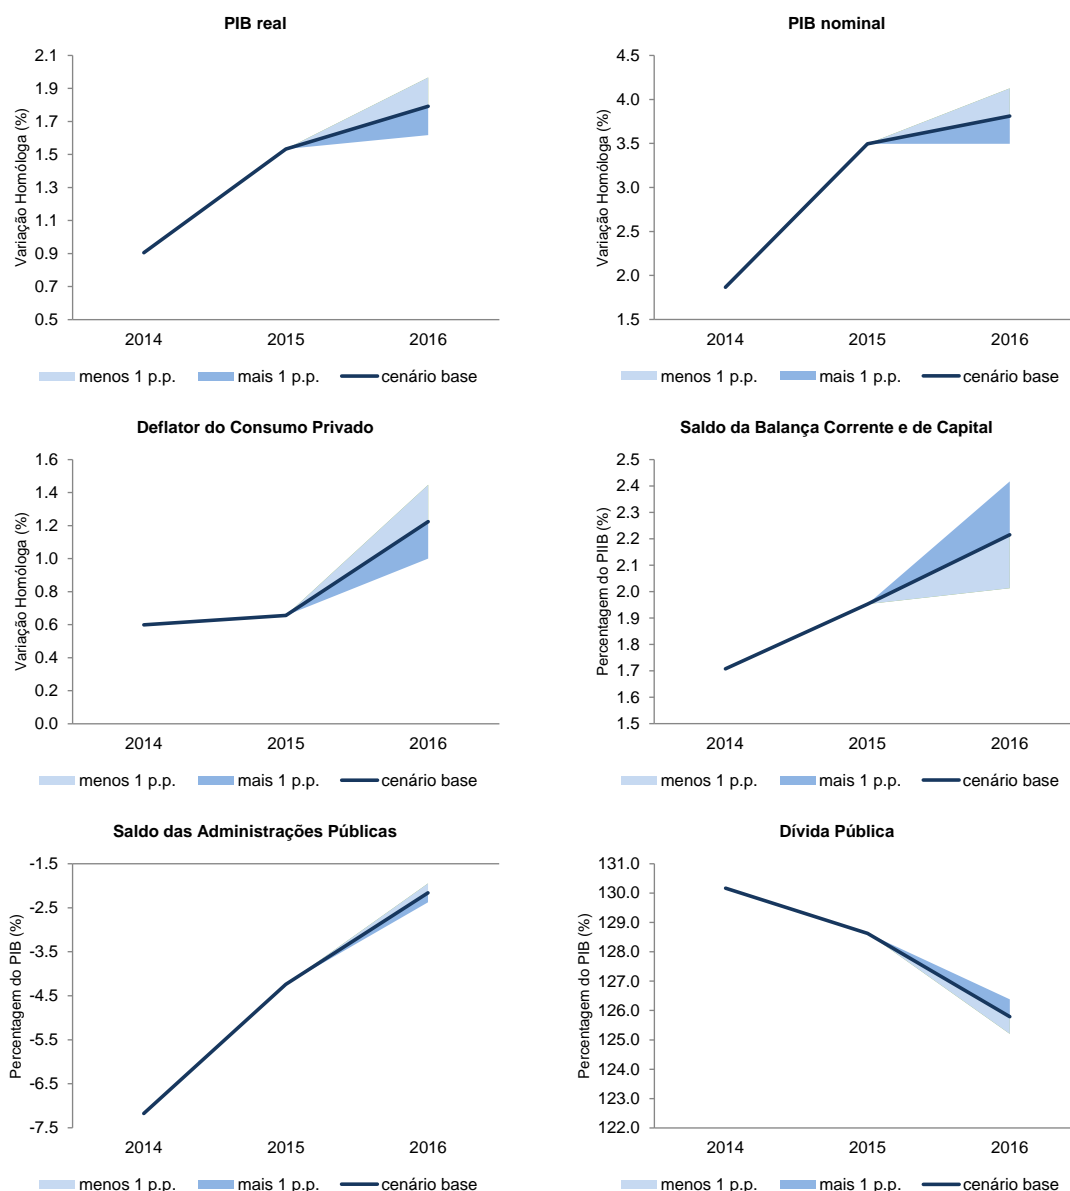 PIB real
Variação Homóloga (%)
2.1
1.9
1.7
1.5
1.3
1.1
0.9
0.7
0.5
2014 2015 2016
menos 1 p.p. mais 1 p.p. cenário base
PIB nominal
Variação Homóloga (%)
4.5
4.0
3.5
3.0
2.5
2.0
1.5
2014 2015 2016
menos 1 p.p. mais 1 p.p. cenário base
Deflator do Consumo Privado
Variação Homóloga (%)
1.6
1.4
1.2
1.0
0.8
0.6
0.4
0.2
0.0
2014 2015 2016
menos 1 p.p. mais 1 p.p. cenário base
Saldo da Balança Corrente e de Capital
Percentagem do PIIB (%)
2.5
2.4
2.3
2.2
2.1
2.0
1.9
1.8
1.7
1.6
1.5
2014 2015 2016
menos 1 p.p. mais 1 p.p. cenário base
Saldo das Administrações Públicas
Percentagem do PIB (%)
-1.5
-2.5
-3.5
-4.5
-5.5
-6.5
-7.5
2014 2015 2016
menos 1 p.p. mais 1 p.p. cenário base
Dívida Pública
Percentagem do PIB (%)
131.0
130.0
129.0
128.0
127.0
126.0
125.0
124.0
123.0
122.0
2014 2015 2016
menos 1 p.p. mais 1 p.p. cenário base